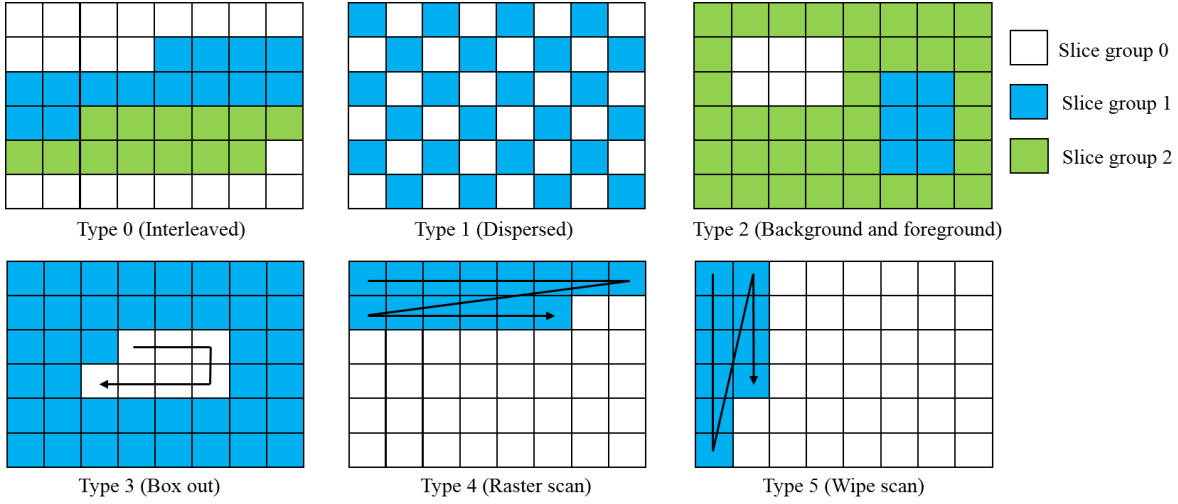 Slice group 0
Slice group 1
Slice group 2
Type 0 (Interleaved)
Type 1 (Dispersed)
Type 2 (Background and foreground)
Type 3 (Box out)
Type 4 (Raster scan)
Type 5 (Wipe scan)